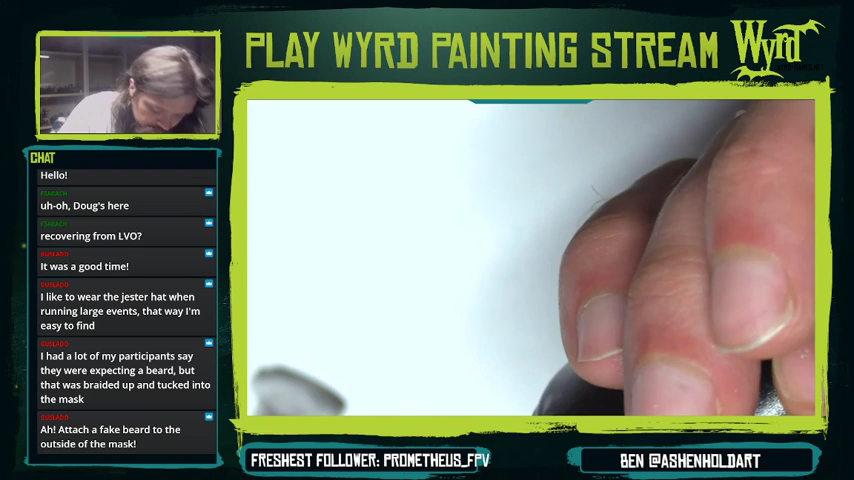 PLAY WYRD PAINTING STREAM
Wyrd
CHAT
Hello!
uh-oh, Doug's here
recovering from LVO?
It was a good time!
I like to wear the jester hat when
running large events, that way I'm
easy to find
I had a lot of my participants say
they were expecting a beard, but
that was braided up and tucked into
the mask
Ah! Attach a fake beard to the
outside of the mask!
FRESHEST FOLLOWER: PROMETHEUS_FPV
BEN @ASHENHOLDART